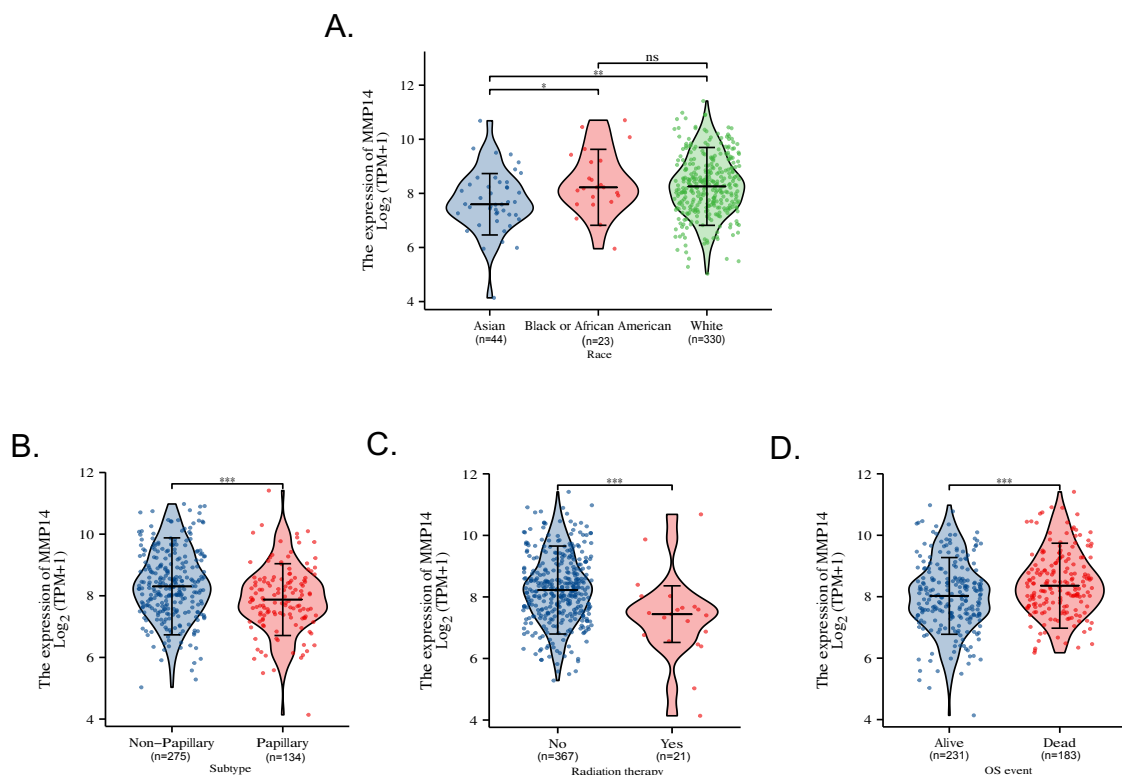 A.
The expression of MMP14
Log₂ (TPM+1)
12
10
8
6
4
ns
**
*
Asian Black or African American White
(n=44) (n=23) (n=330)
Race
B.
The expression of MMP14
Log₂ (TPM+1)
12
10
8
6
4
***
Non-Papillary Papillary
(n=275) (n=134)
Subtype
C.
The expression of MMP14
Log₂ (TPM+1)
12
10
8
6
4
***
No Yes
(n=367) (n=21)
Radiation therapy
D.
The expression of MMP14
Log₂ (TPM+1)
12
10
8
6
4
***
Alive Dead
(n=231) (n=183)
OS event